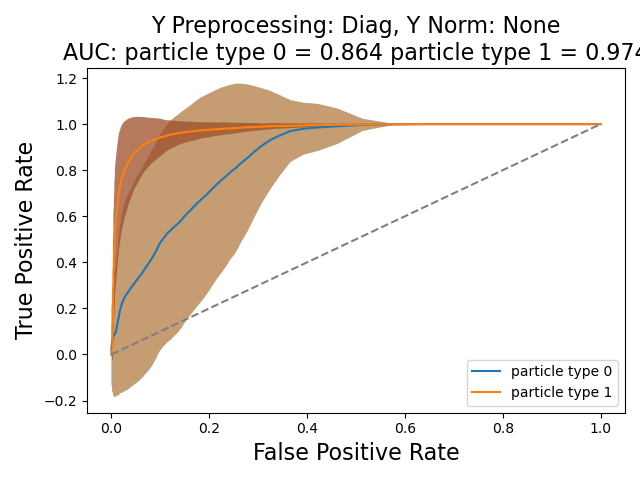 Y Preprocessing: Diag, Y Norm: None
AUC: particle type 0 = 0.864 particle type 1 = 0.974
True Positive Rate
1.2
1.0
0.8
0.6
0.4
0.2
0.0
−0.2
particle type 0
particle type 1
0.0 0.2 0.4 0.6 0.8 1.0
False Positive Rate